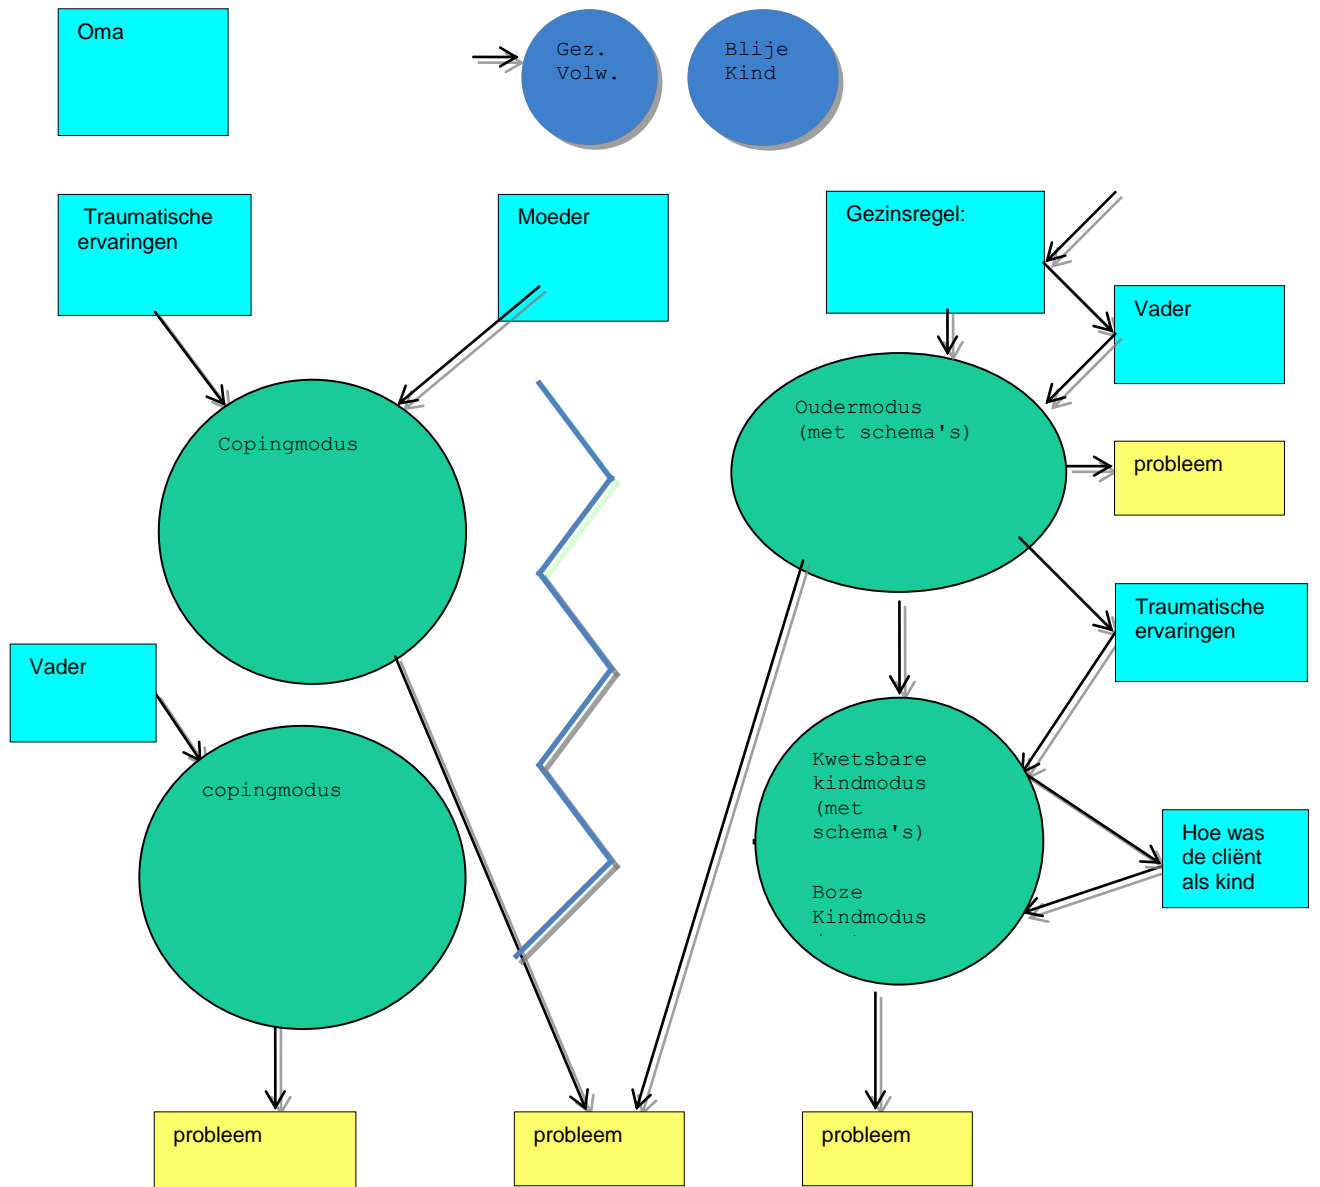 Oma
Gez.
Volw.
Blije
Kind
Traumatische
ervaringen
Moeder
Gezinsregel:
Vader
Oudermodus
(met schema's)
Copingmodus
probleem
Traumatische
ervaringen
Vader
Kwetsbare
kindmodus
(met
schema's)
Boze
Kindmodus
copingmodus
Hoe was
de cliënt
als kind
probleem
probleem
probleem